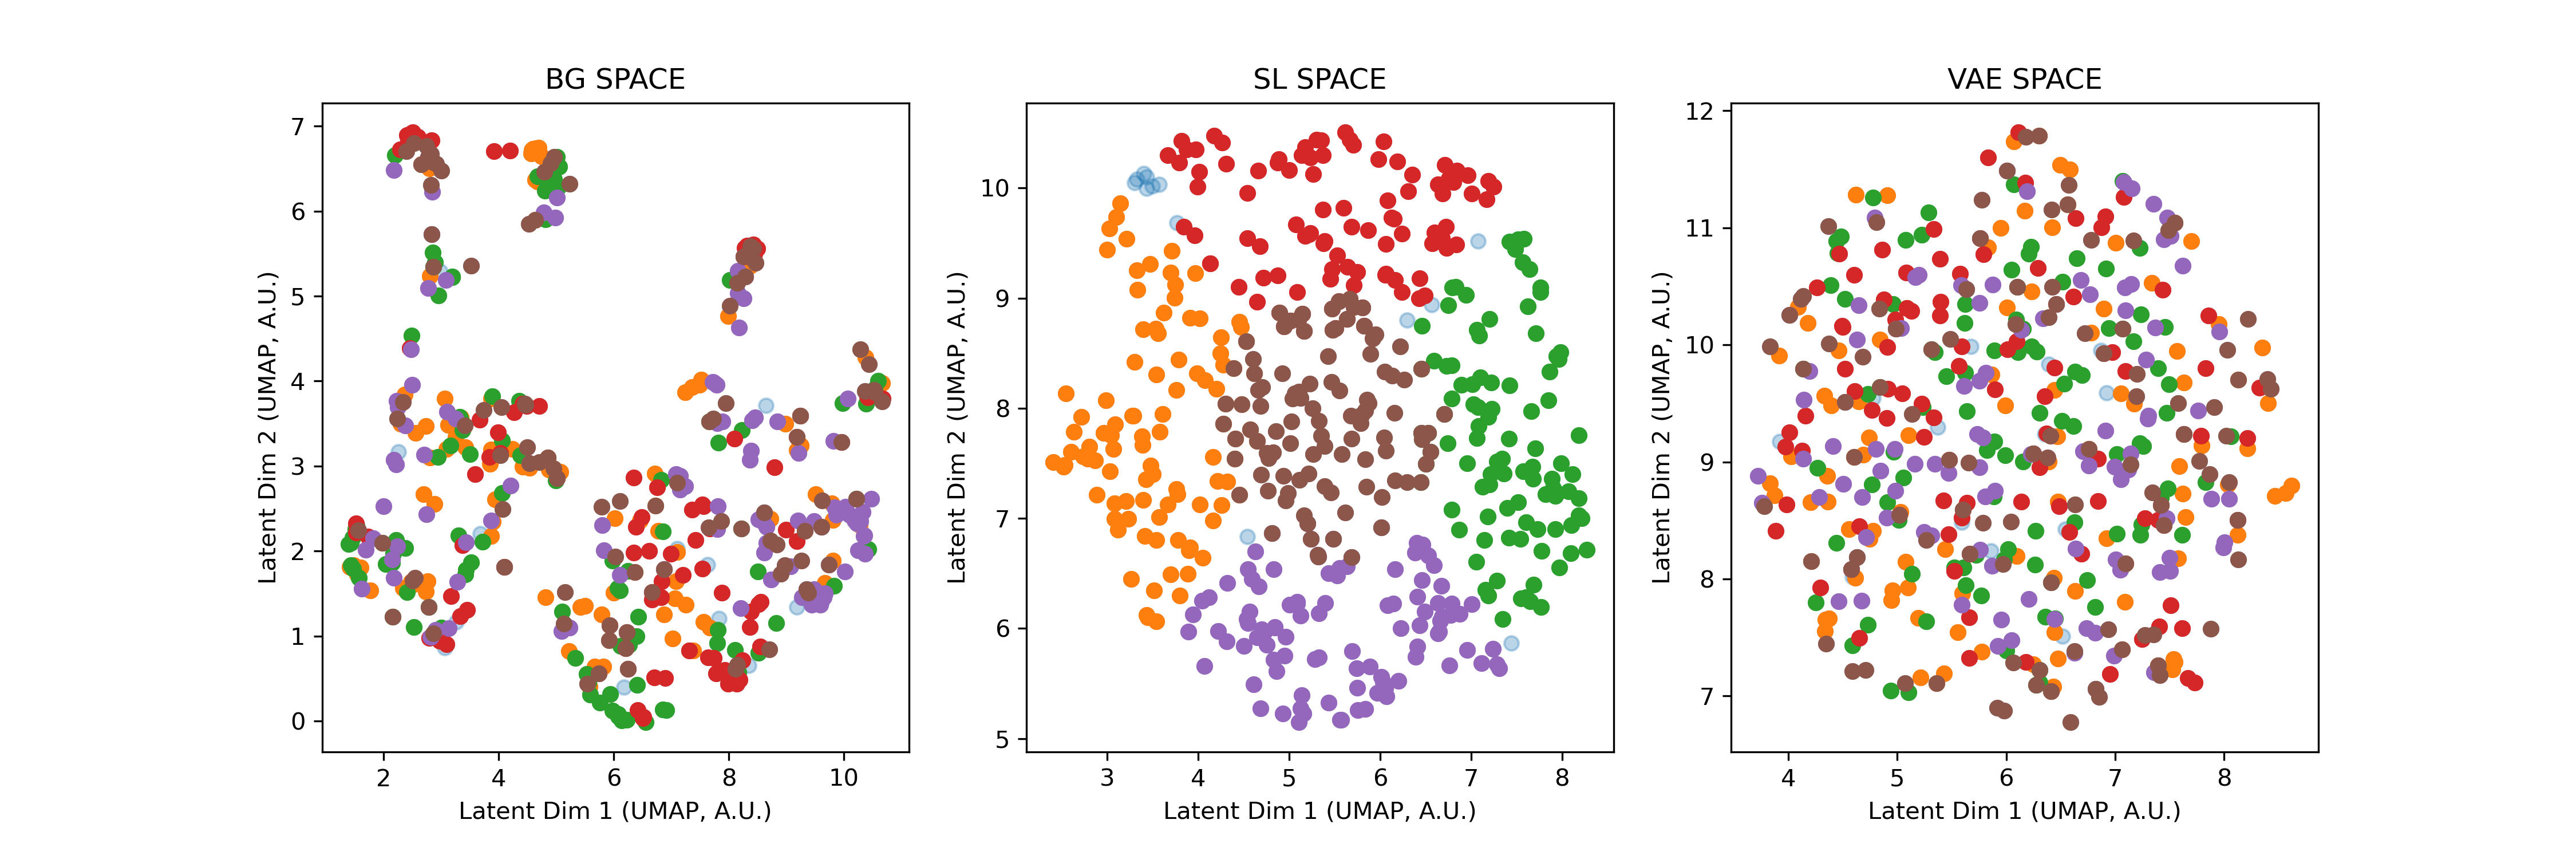 BG SPACE
7
6
5
4
3
2
1
0
Latent Dim 2 (UMAP, A.U.)
2 4 6 8 10
Latent Dim 1 (UMAP, A.U.)
SL SPACE
10
9
8
7
6
5
Latent Dim 2 (UMAP, A.U.)
3 4 5 6 7 8
Latent Dim 1 (UMAP, A.U.)
VAE SPACE
12
11
10
9
8
7
Latent Dim 2 (UMAP, A.U.)
4 5 6 7 8
Latent Dim 1 (UMAP, A.U.)